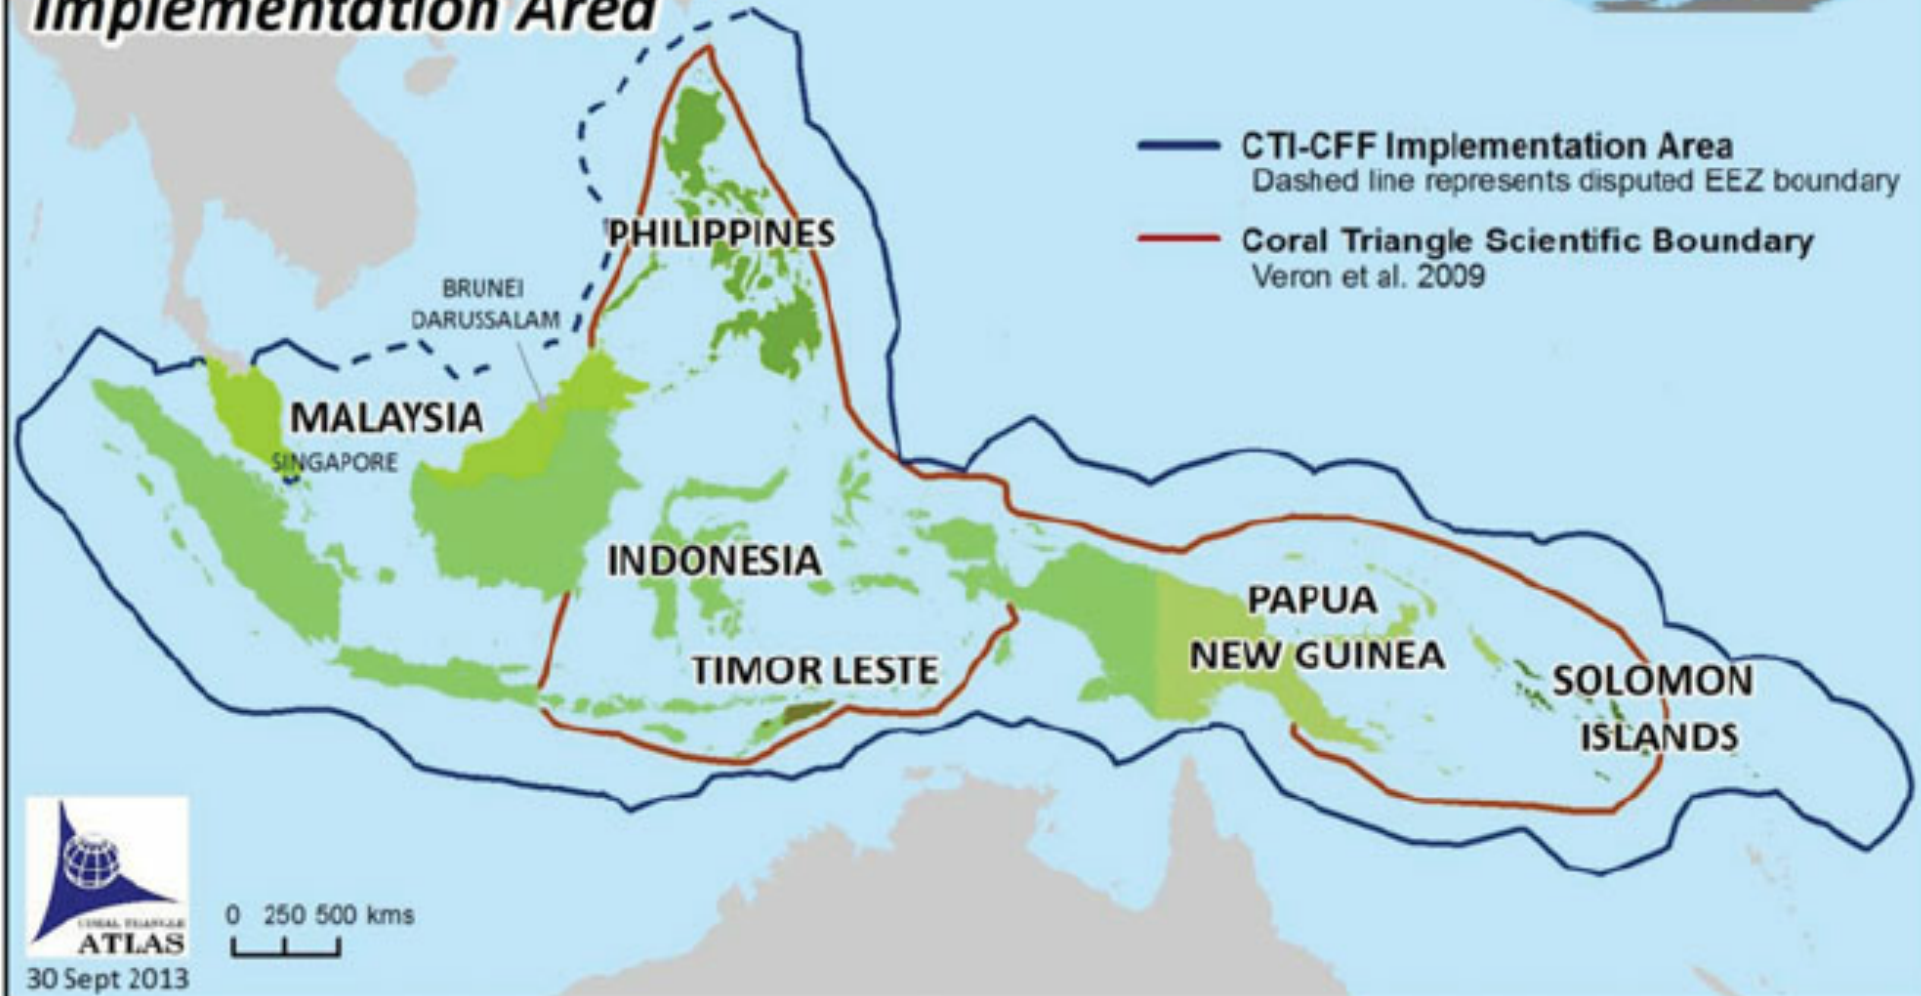 Implementation Area
CTI-CFF Implementation Area
Dashed line represents disputed EEZ boundary
Coral Triangle Scientific Boundary
Veron et al. 2009
PHILIPPINES
BRUNEI
DARUSSALAM
MALAYSIA
SINGAPORE
INDONESIA
PAPUA
NEW GUINEA
TIMOR LESTE
SOLOMON
ISLANDS
CORAL TRIANGLE
ATLAS
0 250 500 kms
30 Sept 2013